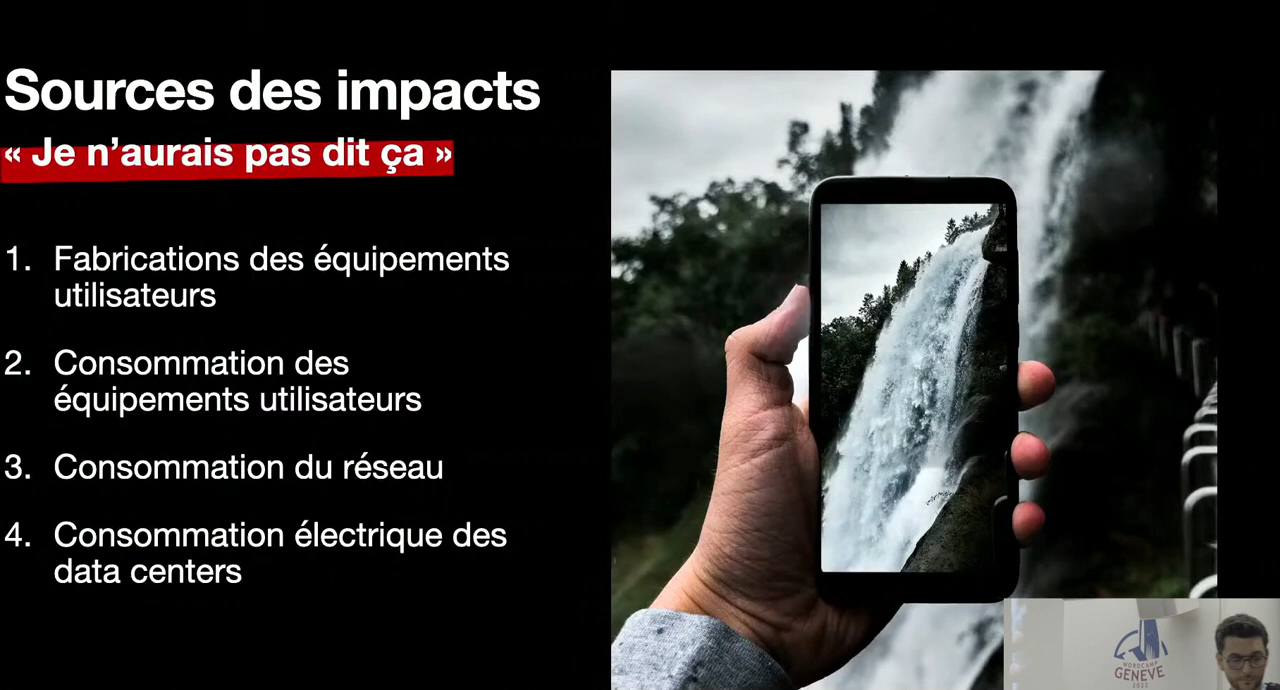 Sources des impacts
« Je n’aurais pas dit ça »
1. Fabrications des équipements
utilisateurs
2. Consommation des
équipements utilisateurs
3. Consommation du réseau
4. Consommation électrique des
data centers
WORDCAMP
GENEVE
2022